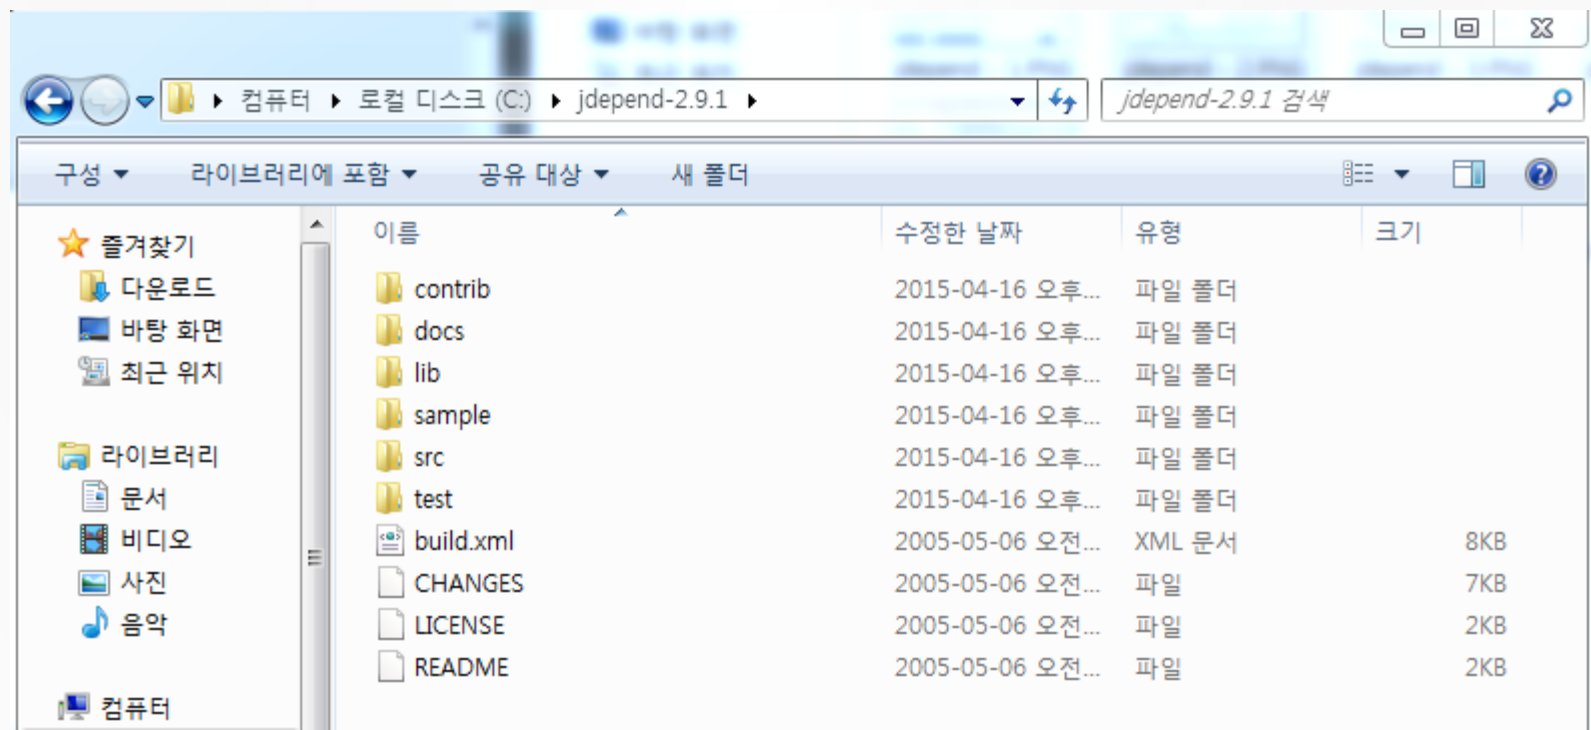 컴퓨터 로컬 디스크 (C:) jdepend-2.9.1 jdepend-2.9.1 검색
구성 라이브러리에 포함 공유 대상 새 폴더
즐겨찾기
다운로드
바탕 화면
최근 위치
라이브러리
문서
비디오
사진
음악
컴퓨터
이름 수정한 날짜 유형 크기
contrib 2015-04-16 오후... 파일 폴더
docs 2015-04-16 오후... 파일 폴더
lib 2015-04-16 오후... 파일 폴더
sample 2015-04-16 오후... 파일 폴더
src 2015-04-16 오후... 파일 폴더
test 2015-04-16 오후... 파일 폴더
build.xml 2005-05-06 오전... XML 문서 8KB
CHANGES 2005-05-06 오전... 파일 7KB
LICENSE 2005-05-06 오전... 파일 2KB
README 2005-05-06 오전... 파일 2KB